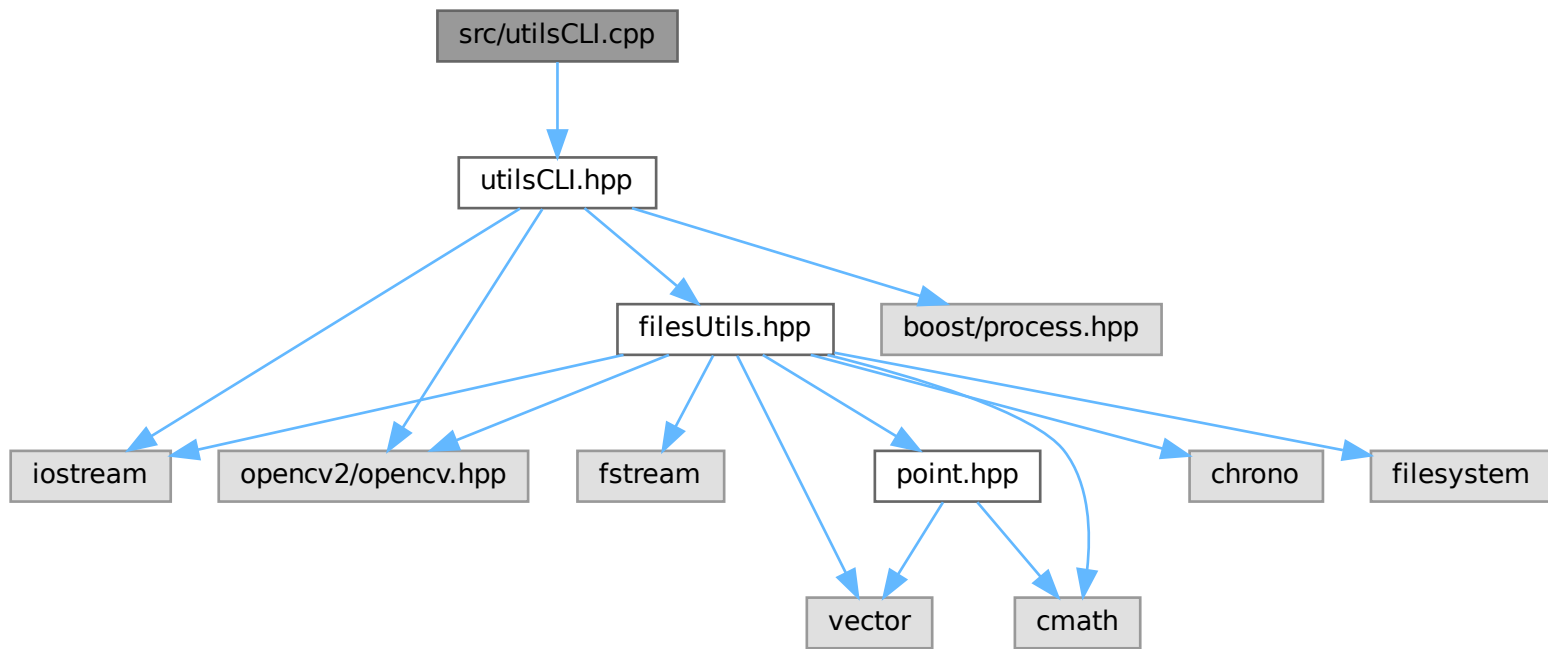 src/utilsCLI.cpp
utilsCLI.hpp
filesUtils.hpp
boost/process.hpp
iostream
opencv2/opencv.hpp
fstream
point.hpp
chrono
filesystem
vector
cmath